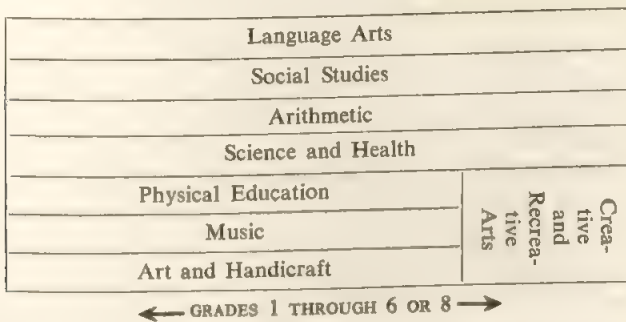 Language Arts
Social Studies
Arithmetic
Science and Health
Physical Education
Music
Art and Handicraft
Crea-
tive
and
Recrea-
tive
Arts
GRADES 1 THROUGH 6 OR 8